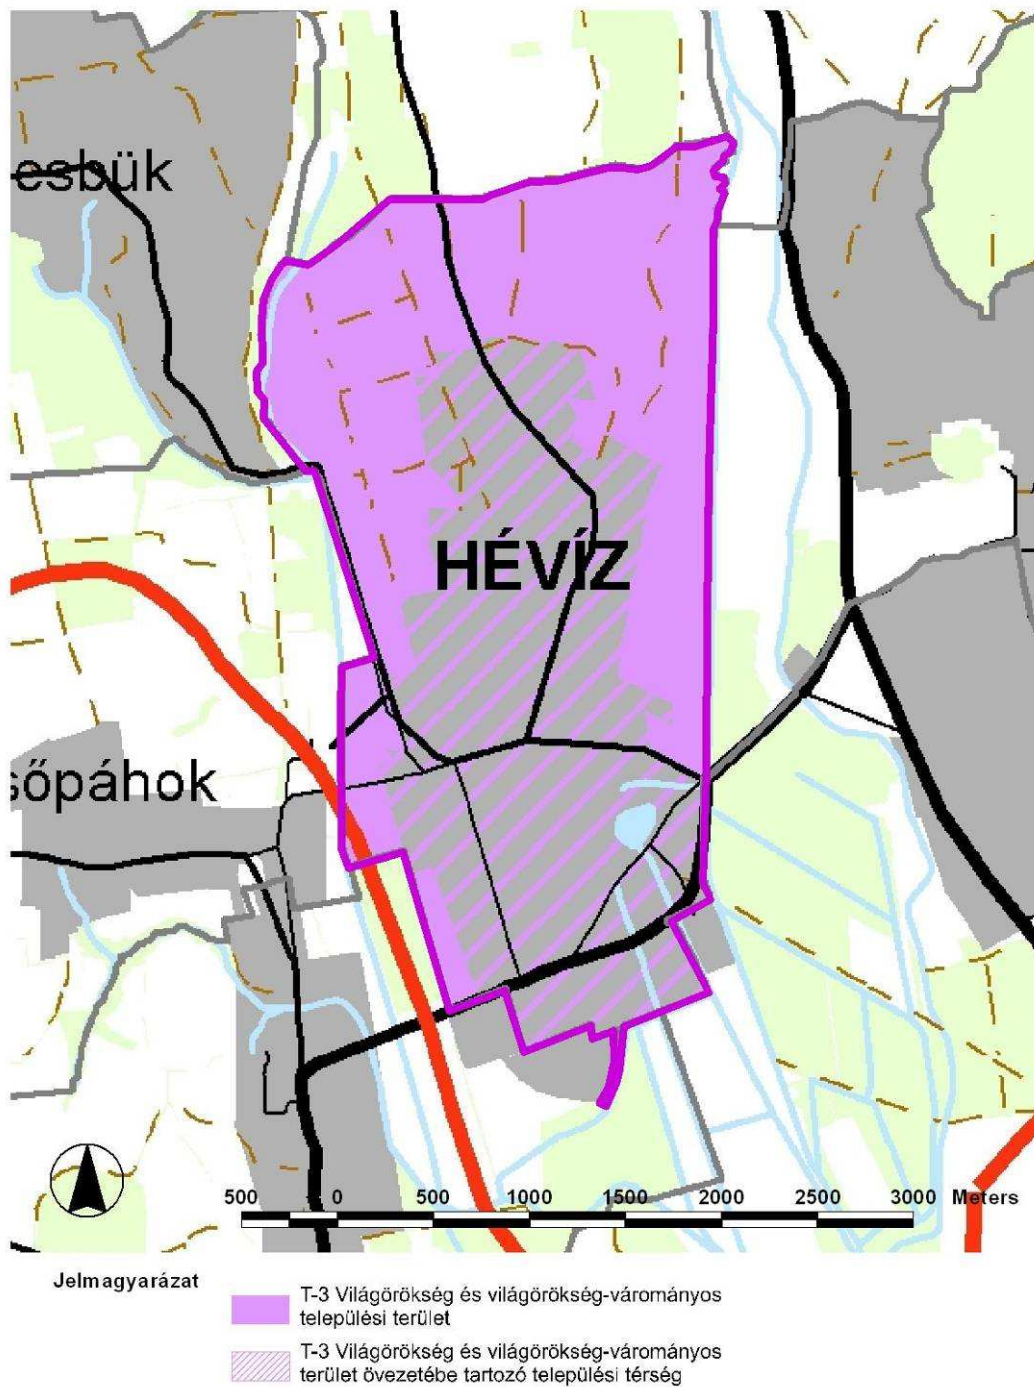 esbük
HÉVÍZ
sőpáhok
500 0 500 1000 1500 2000 2500 3000 Meters
Jelmagyarázat
T-3 Világörökség és világörökség-várományos
települési terület
T-3 Világörökség és világörökség-várományos
terület övezetébe tartozó települési térség